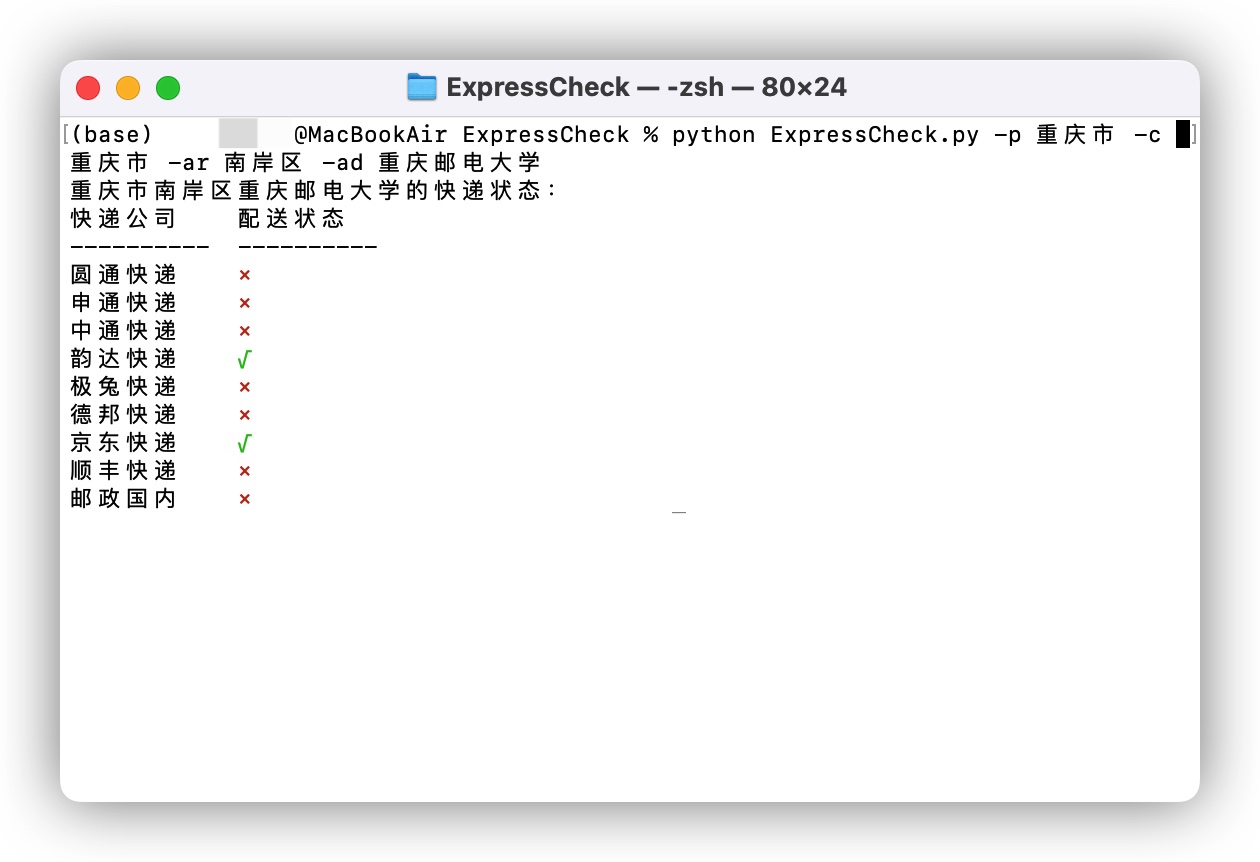 ExpressCheck — -zsh — 80×24
(base) @MacBookAir ExpressCheck % python ExpressCheck.py -p 重庆市 -c
重庆市 -ar 南岸区 -ad 重庆邮电大学
重庆市南岸区重庆邮电大学的快递状态:
快递公司 配送状态
---------- ----------
圆通快递 ×
申通快递 ×
中通快递 ×
韵达快递 √
极兔快递 ×
德邦快递 ×
京东快递 √
顺丰快递 ×
邮政国内 ×